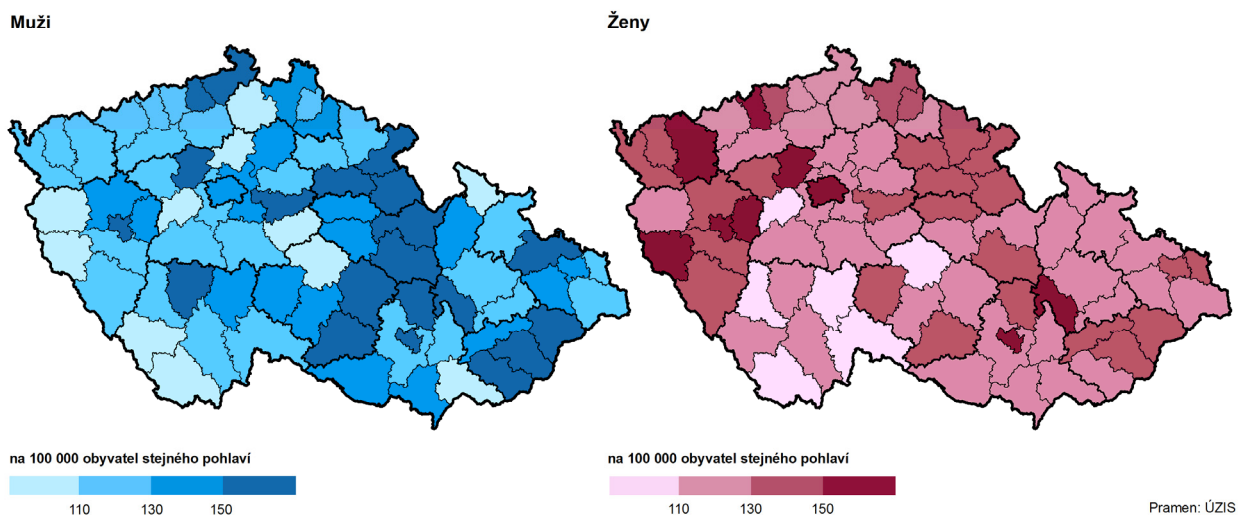 Muži
Ženy
na 100 000 obyvatel stejného pohlaví
110 130 150
na 100 000 obyvatel stejného pohlaví
110 130 150
Pramen: ÚZIS